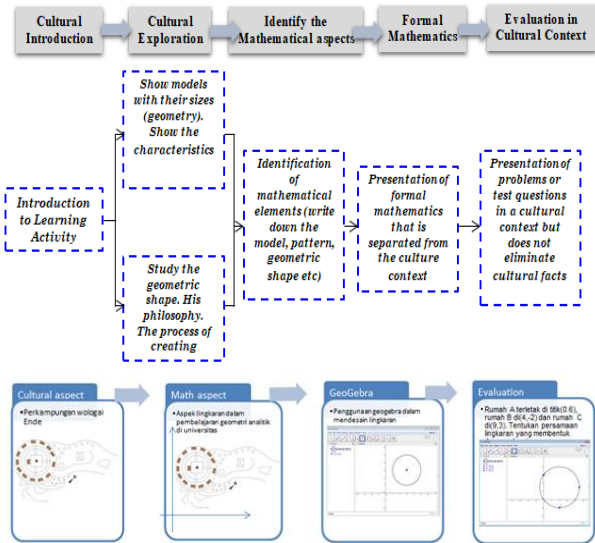 Cultural
Introduction
Cultural
Exploration
Identify the
Mathematical aspects
Formal
Mathematics
Evaluation in
Cultural Context
Introduction
to Learning
Activity
Show models
with their sizes
(geometry).
Show the
characteristics
Study the
geometric
shape. His
philosophy.
The process of
creating
Identification
of
mathematical
elements (write
down the
model, pattern,
geometric
shape etc)
Presentation of
formal
mathematics
that is
separated from
the culture
context
Presentation of
problems or
test questions
in a cultural
context but
does not
eliminate
cultural facts
Cultural aspect
•Perkampungan wologai
Ende
Math aspect
•Aspek lingkaran dalam
pembelajaran geometri analitik
di universitas
GeoGebra
•Penggunaan geogebra dalam
mendesain lingkaran
Evaluation
•Rumah A terletak di titik(0.6),
rumah B di(4,-2) dan rumah C
di(9,3). Tentukan persamaan
lingkaran yang membentuk